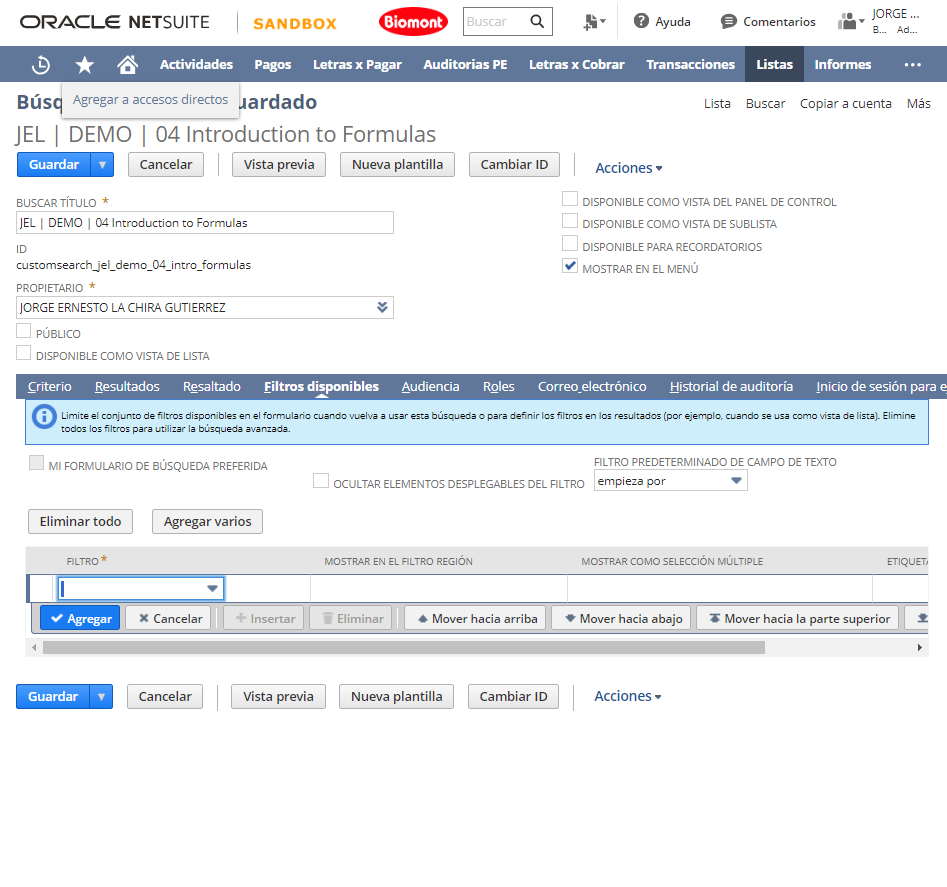 ORACLE NETSUITE
SANDBOX
Biomont
Buscar
Ayuda
Comentarios
JORGE ...
B... Ad...
Actividades Pagos Letras x Pagar Auditorias PE Letras x Cobrar Transacciones Listas Informes ...
Búsq uardado
Agregar a accesos directos
Lista Buscar Copiar a cuenta Más
JEL | DEMO | 04 Introduction to Formulas
Guardar Cancelar Vista previa Nueva plantilla Cambiar ID Acciones
BUSCAR TÍTULO *
JEL | DEMO | 04 Introduction to Formulas
ID
customsearch_jel_demo_04_intro_formulas
PROPIETARIO *
JORGE ERNESTO LA CHIRA GUTIERREZ
PÚBLICO
DISPONIBLE COMO VISTA DE LISTA
DISPONIBLE COMO VISTA DEL PANEL DE CONTROL
DISPONIBLE COMO VISTA DE SUBLISTA
DISPONIBLE PARA RECORDATORIOS
MOSTRAR EN EL MENÚ
Criterio Resultados Resaltado Filtros disponibles Audiencia Roles Correo electrónico Historial de auditoría Inicio de sesión para e
Limite el conjunto de filtros disponibles en el formulario cuando vuelva a usar esta búsqueda o para definir los filtros en los resultados (por ejemplo, cuando se usa como vista de lista). Elimine
todos los filtros para utilizar la búsqueda avanzada.
MI FORMULARIO DE BÚSQUEDA PREFERIDA
OCULTAR ELEMENTOS DESPLEGABLES DEL FILTRO
FILTRO PREDETERMINADO DE CAMPO DE TEXTO
empieza por
Eliminar todo Agregar varios
FILTRO * MOSTRAR EN EL FILTRO REGIÓN MOSTRAR COMO SELECCIÓN MÚLTIPLE ETIQUETA
Agregar Cancelar Insertar Eliminar Mover hacia arriba Mover hacia abajo Mover hacia la parte superior
Guardar Cancelar Vista previa Nueva plantilla Cambiar ID Acciones